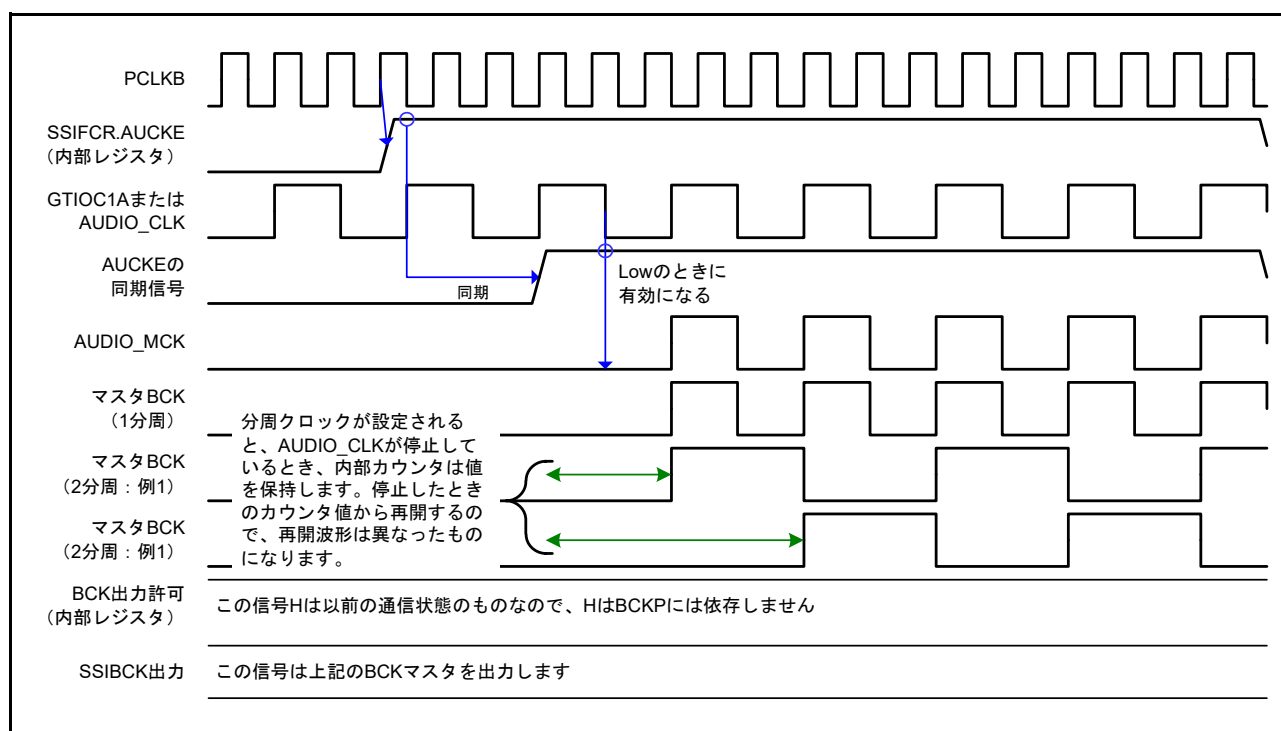 PCLKB
SSIFCR.AUCKE
（内部レジスタ）
GTIOC1Aまたは
AUDIO_CLK
AUCKEの
同期信号
同期
Lowのときに
有効になる
AUDIO_MCK
マスタBCK
（1分周）
分周クロックが設定される
と、AUDIO_CLKが停止して
いるとき、内部カウンタは値
を保持します。停止したとき
のカウンタ値から再開するの
で、再開波形は異なったもの
になります。
マスタBCK
（2分周：例1）
マスタBCK
（2分周：例1）
BCK出力許可
（内部レジスタ）
この信号Hは以前の通信状態のものなので、HはBCKPには依存しません
SSIBCK出力
この信号は上記のBCKマスタを出力します